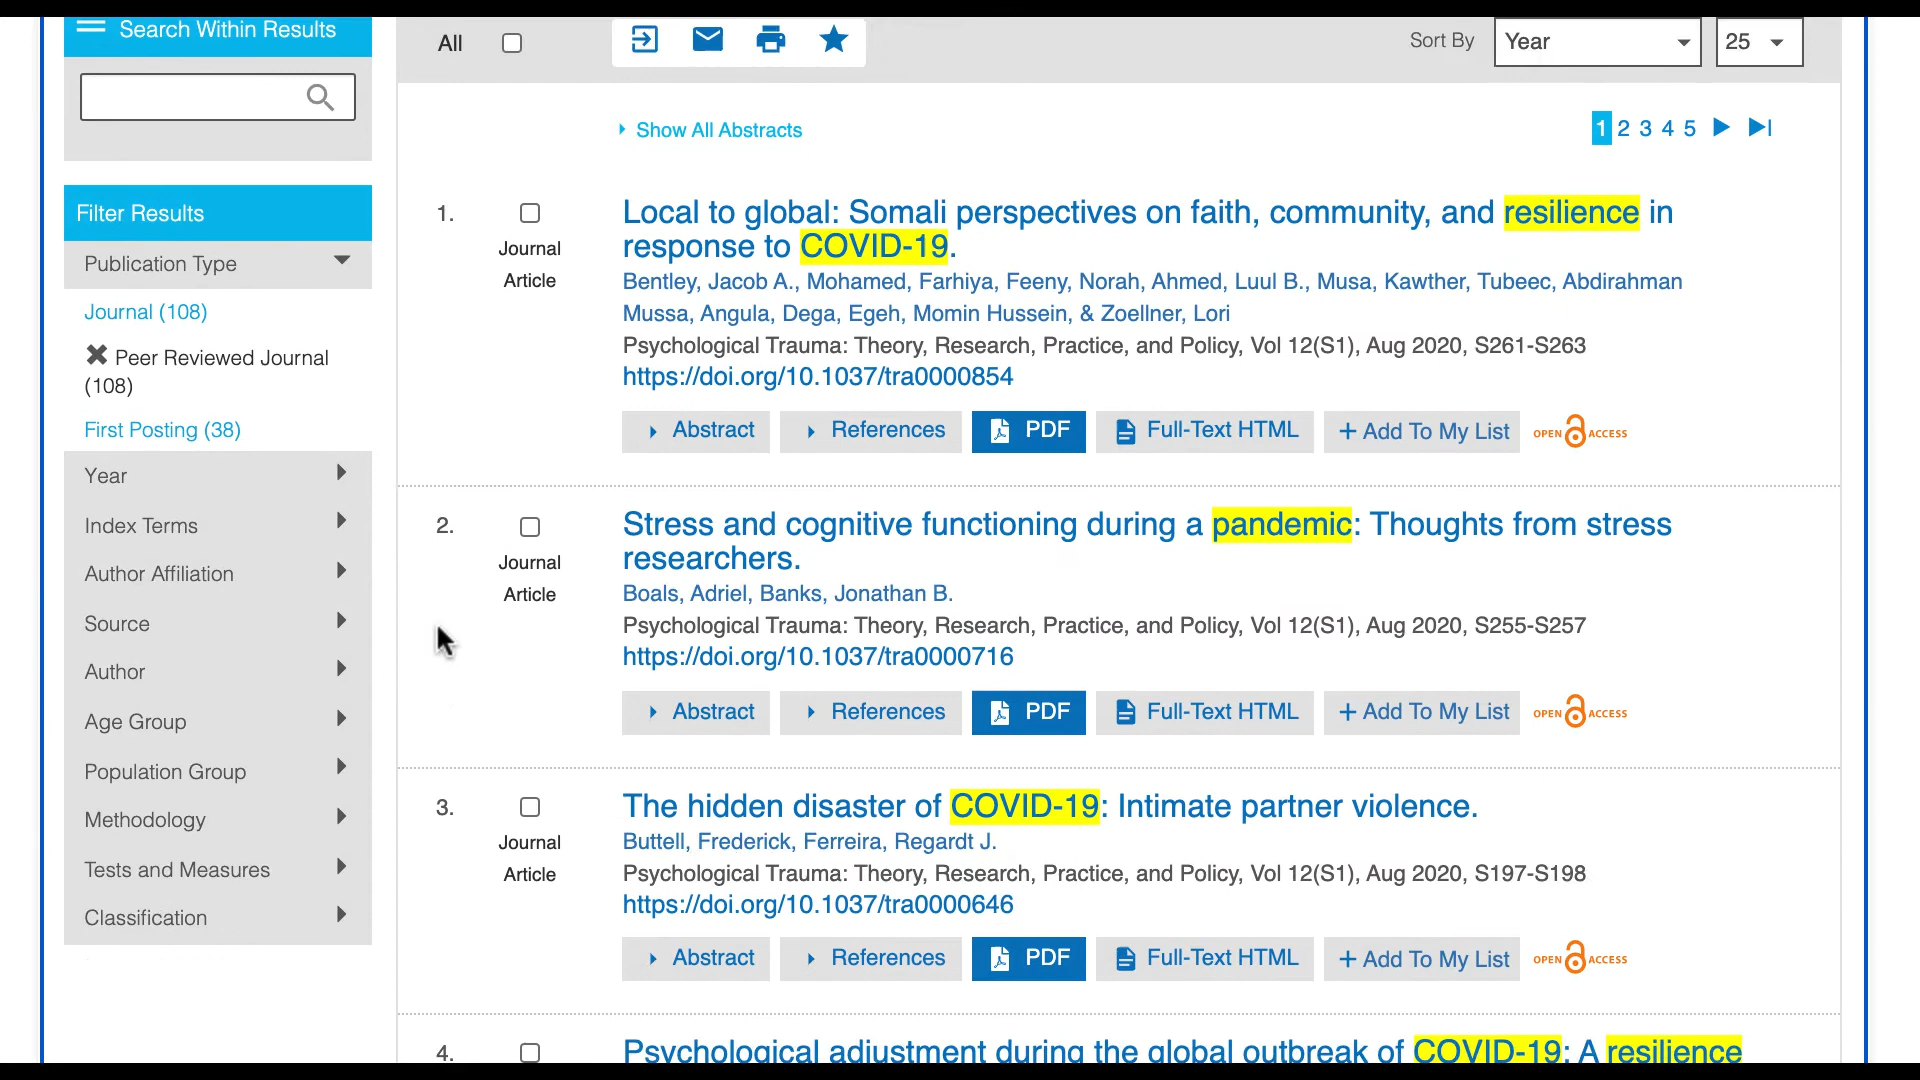 Search Within Results
All
Sort By
Year
25
Show All Abstracts
1 2 3 4 5
Filter Results
Publication Type
Journal (108)
Peer Reviewed Journal
(108)
First Posting (38)
Year
Index Terms
Author Affiliation
Source
Author
Age Group
Population Group
Methodology
Tests and Measures
Classification
1.
Journal
Article
Local to global: Somali perspectives on faith, community, and resilience in
response to COVID-19.
Bentley, Jacob A., Mohamed, Farhiya, Feeny, Norah, Ahmed, Luul B., Musa, Kawther, Tubeec, Abdirahman
Mussa, Angula, Dega, Egeh, Momin Hussein, & Zoellner, Lori
Psychological Trauma: Theory, Research, Practice, and Policy, Vol 12(S1), Aug 2020, S261-S263
https://doi.org/10.1037/tra0000854
Abstract References PDF Full-Text HTML + Add To My List OPEN ACCESS
2.
Journal
Article
Stress and cognitive functioning during a pandemic: Thoughts from stress
researchers.
Boals, Adriel, Banks, Jonathan B.
Psychological Trauma: Theory, Research, Practice, and Policy, Vol 12(S1), Aug 2020, S255-S257
https://doi.org/10.1037/tra0000716
Abstract References PDF Full-Text HTML + Add To My List OPEN ACCESS
3.
Journal
Article
The hidden disaster of COVID-19: Intimate partner violence.
Buttell, Frederick, Ferreira, Regardt J.
Psychological Trauma: Theory, Research, Practice, and Policy, Vol 12(S1), Aug 2020, S197-S198
https://doi.org/10.1037/tra0000646
Abstract References PDF Full-Text HTML + Add To My List OPEN ACCESS
4.
Psychological adjustment during the global outbreak of COVID-19: A resilience